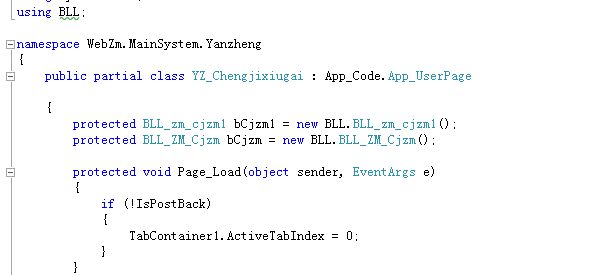 using BLL;
namespace WebZm.MainSystem.Yanzheng
{
public partial class YZ_Chengjixiugai : App_Code.App_UserPage
{
protected BLL_zm_cjzm1 bCjzm1 = new BLL.BLL_zm_cjzm1();
protected BLL_ZM_Cjzm bCjzm = new BLL.BLL_ZM_Cjzm();
protected void Page_Load(object sender, EventArgs e)
{
if (!IsPostBack)
{
TabContainer1.ActiveTabIndex = 0;
}
}